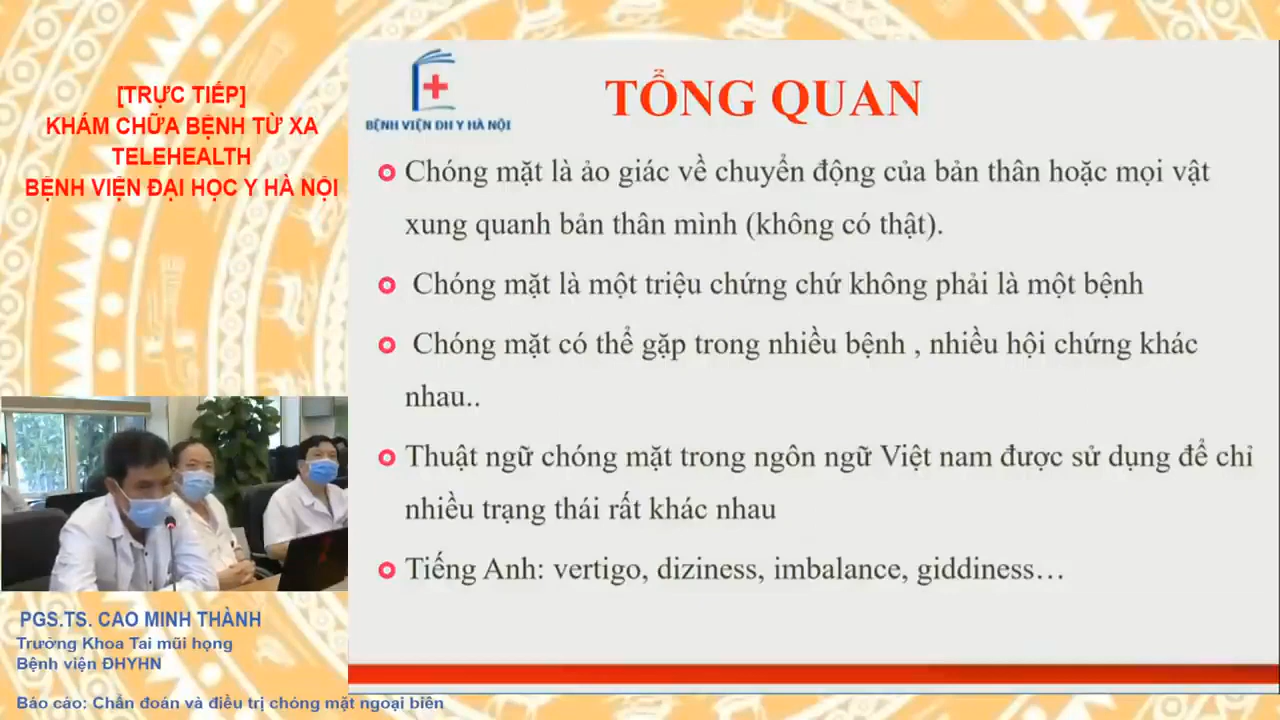 [TRỰC TIẾP]
KHÁM CHỮA BỆNH TỪ XA
TELEHEALTH
BỆNH VIỆN ĐẠI HỌC Y HÀ NỘI
BỆNH VIỆN ĐH Y HÀ NỘI
TỔNG QUAN
Chóng mặt là ảo giác về chuyển động của bản thân hoặc mọi vật
xung quanh bản thân mình (không có thật).
Chóng mặt là một triệu chứng chứ không phải là một bệnh
Chóng mặt có thể gặp trong nhiều bệnh , nhiều hội chứng khác
nhau..
Thuật ngữ chóng mặt trong ngôn ngữ Việt nam được sử dụng để chỉ
nhiều trạng thái rất khác nhau
Tiếng Anh: vertigo, diziness, imbalance, giddiness…
PGS.TS. CAO MINH THÀNH
Trưởng Khoa Tai mũi họng
Bệnh viện ĐHYHN
Báo cáo: Chẩn đoán và điều trị chóng mặt ngoại biên